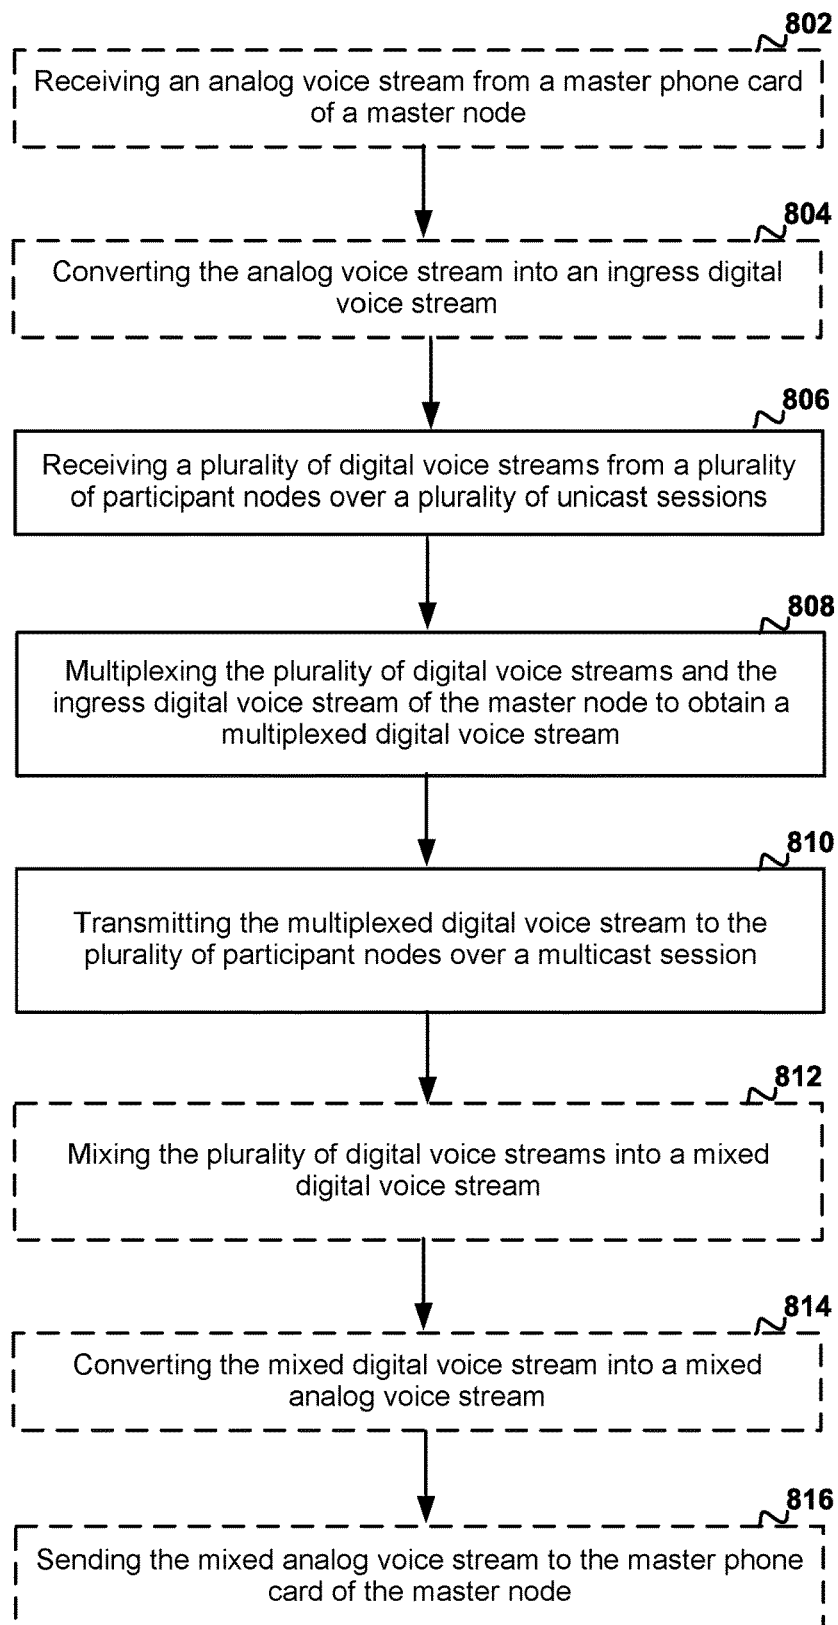 802
Receiving an analog voice stream from a master phone card
of a master node
804
Converting the analog voice stream into an ingress digital
voice stream
806
Receiving a plurality of digital voice streams from a plurality
of participant nodes over a plurality of unicast sessions
808
Multiplexing the plurality of digital voice streams and the
ingress digital voice stream of the master node to obtain a
multiplexed digital voice stream
810
Transmitting the multiplexed digital voice stream to the
plurality of participant nodes over a multicast session
812
Mixing the plurality of digital voice streams into a mixed
digital voice stream
814
Converting the mixed digital voice stream into a mixed
analog voice stream
816
Sending the mixed analog voice stream to the master phone
card of the master node